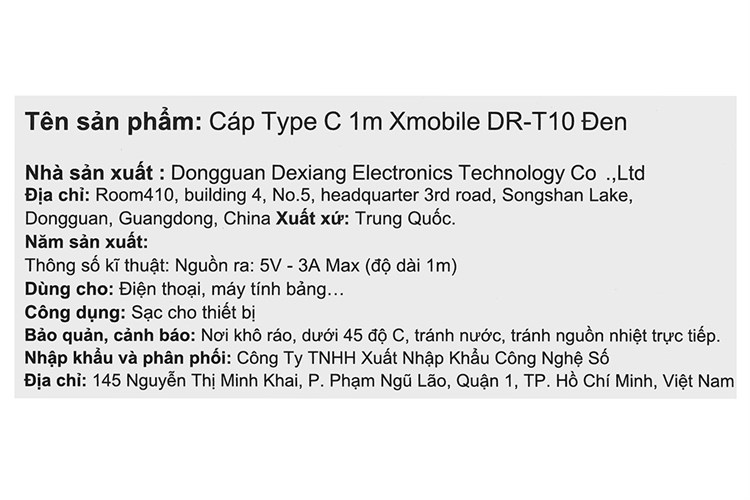 Tên sản phẩm: Cáp Type C 1m Xmobile DR-T10 Đen
Nhà sản xuất : Dongguan Dexiang Electronics Technology Co .,Ltd
Địa chỉ: Room410, building 4, No.5, headquarter 3rd road, Songshan Lake,
Dongguan, Guangdong, China Xuất xứ: Trung Quốc.
Năm sản xuất:
Thông số kĩ thuật: Nguồn ra: 5V - 3A Max (độ dài 1m)
Dùng cho: Điện thoại, máy tính bảng…
Công dụng: Sạc cho thiết bị
Bảo quản, cảnh báo: Nơi khô ráo, dưới 45 độ C, tránh nước, tránh nguồn nhiệt trực tiếp.
Nhập khẩu và phân phối: Công Ty TNHH Xuất Nhập Khẩu Công Nghệ Số
Địa chỉ: 145 Nguyễn Thị Minh Khai, P. Phạm Ngũ Lão, Quận 1, TP. Hồ Chí Minh, Việt Nam